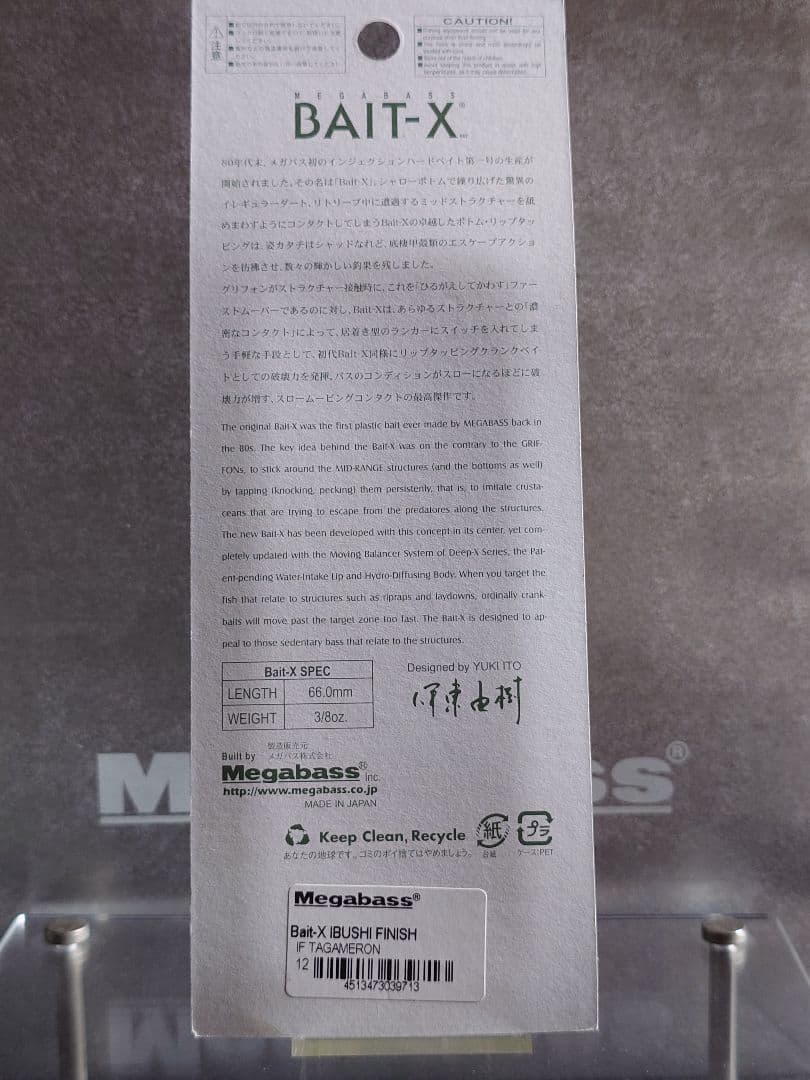 注意
CAUTION!
MEGABASS
BAIT-X
80年代末、メガバス初のインジェクションハードベイト第一号の生産が
開始されました。その名は「Bait-X」。シャローボトムで繰り広げた驚異の
イレギュラーダート、リトリーブ中に遭遇するミッドストラクチャーを舐
めまわすようにコンタクトしてしまうBait-Xの卓越したボトム・リップタッ
ピングは、姿カタチはシャッドなれど、底棲甲殻類のエスケープアクショ
ンを彷彿させ、数々の輝かしい釣果を残しました。
グリフォンがストラクチャー接触時に、これを「ひるがえしてかわす」ファー
ストムーバーであるのに対し、Bait-Xは、あらゆるストラクチャーとの「濃
密なコンタクト」によって、居着き型のランカーにスイッチを入れてしま
う手軽な手段として、初代Bait-X同様にリップタッピングクランクベイ
トとしての破壊力を発揮。バスのコンディションがスローになるほどに破
壊力が増す、スロームービングコンタクトの最高傑作です。
The original Bait-X was the first plastic bait ever made by MEGABASS back in
the 80s. The key idea behind the Bait-X was on the contrary to the GRIF-
FONs, to stick around the MID-RANGE structures (and the bottoms as well)
by tapping (knocking, pecking) them persistenly, that is, to imitate crusta-
ceans that are trying to escape from the predatores along the structures.
The new Bait-X has been developed with this concept in its center, yet com-
pletely updated with the Moving Balancer System of Deep-X Series, the Pat-
ent-pending Water-Intake Lip and Hydro-Diffusing Body. When you target the
fish that relate to structures such as ripraps and laydowns, ordinally crank-
baits will move past the target zone too fast. The Bait-X is designed to ap-
peal to those sedentary bass that relate to the structures.
Bait-X SPEC
LENGTH 66.0mm
WEIGHT 3/8oz.
Designed by YUKI ITO
伊東由樹
製造販売元
Built by メガバス株式会社
Megabass® Inc.
http://www.megabass.co.jp
MADE IN JAPAN
Keep Clean, Recycle
あなたの地球です。ゴミのポイ捨てはやめましょう。
紙
台紙
プラ
ケース:PET
Megabass®
Megabass®
Bait-X IBUSHI FINISH
IF TAGAMERON
12
4513473039713